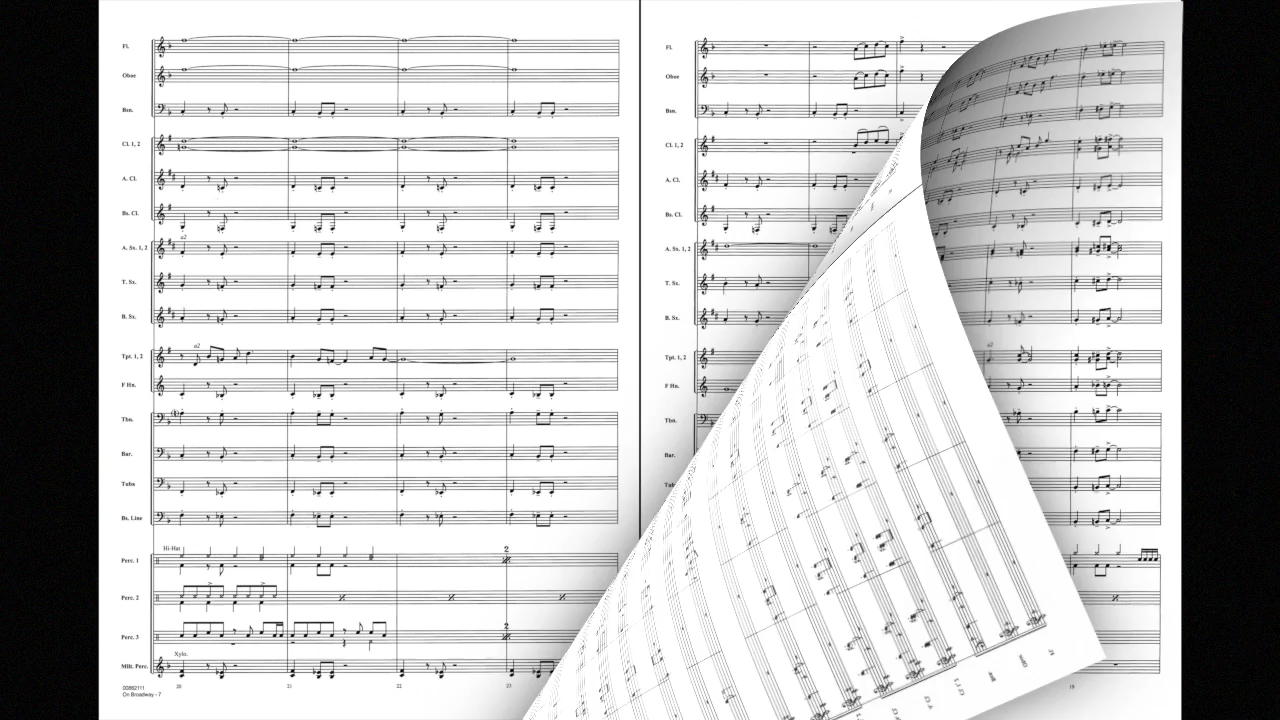 Fl.
Oboe
Bsn.
Cl. 1, 2
A. Cl.
Bs. Cl.
a2
A. Sx. 1, 2
T. Sx.
B. Sx.
a2
Tpt. 1, 2
F Hn.
Tbn.
Bar.
Tuba
Bs. Line
Hi-Hat
2
Perc. 1
Perc. 2
2
Perc. 3
Xylo.
Mlt. Perc.
20
21
22
23
00862111
On Broadway - 7
Fl.
Oboe
Bsn.
Cl. 1, 2
A. Cl.
Bs. Cl.
A. Sx. 1, 2
T. Sx.
B. Sx.
a2
Tpt. 1, 2
F Hn.
Tbn.
Bar.
19